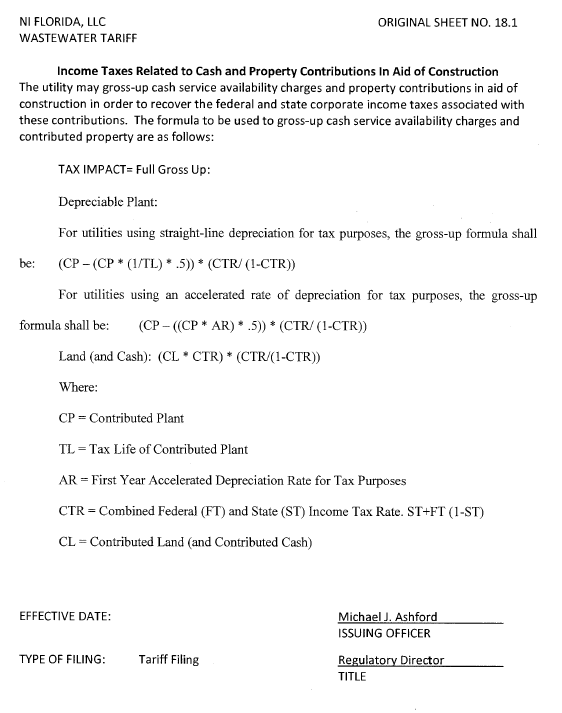 NI FLORIDA, LLC ORIGINAL SHEET NO. 18.1
WASTEWATER TARIFF
Income Taxes Related to Cash and Property Contributions In Aid of Construction
The utility may gross-up cash service availability charges and property contributions in aid of
construction in order to recover the federal and state corporate income taxes associated with
these contributions. The formula to be used to gross-up cash service availability charges and
contributed property are as follows:
TAX IMPACT= Full Gross Up:
Depreciable Plant:
For utilities using straight-line depreciation for tax purposes, the gross-up formula shall
be: (CP – (CP * (1/TL) * .5)) * (CTR/ (1-CTR))
For utilities using an accelerated rate of depreciation for tax purposes, the gross-up
formula shall be: (CP – ((CP * AR) * .5)) * (CTR/ (1-CTR))
Land (and Cash): (CL * CTR) * (CTR/(1-CTR))
Where:
CP = Contributed Plant
TL = Tax Life of Contributed Plant
AR = First Year Accelerated Depreciation Rate for Tax Purposes
CTR = Combined Federal (FT) and State (ST) Income Tax Rate. ST+FT (1-ST)
CL = Contributed Land (and Contributed Cash)
EFFECTIVE DATE: Michael J. Ashford
ISSUING OFFICER
TYPE OF FILING: Tariff Filing Regulatory Director
TITLE